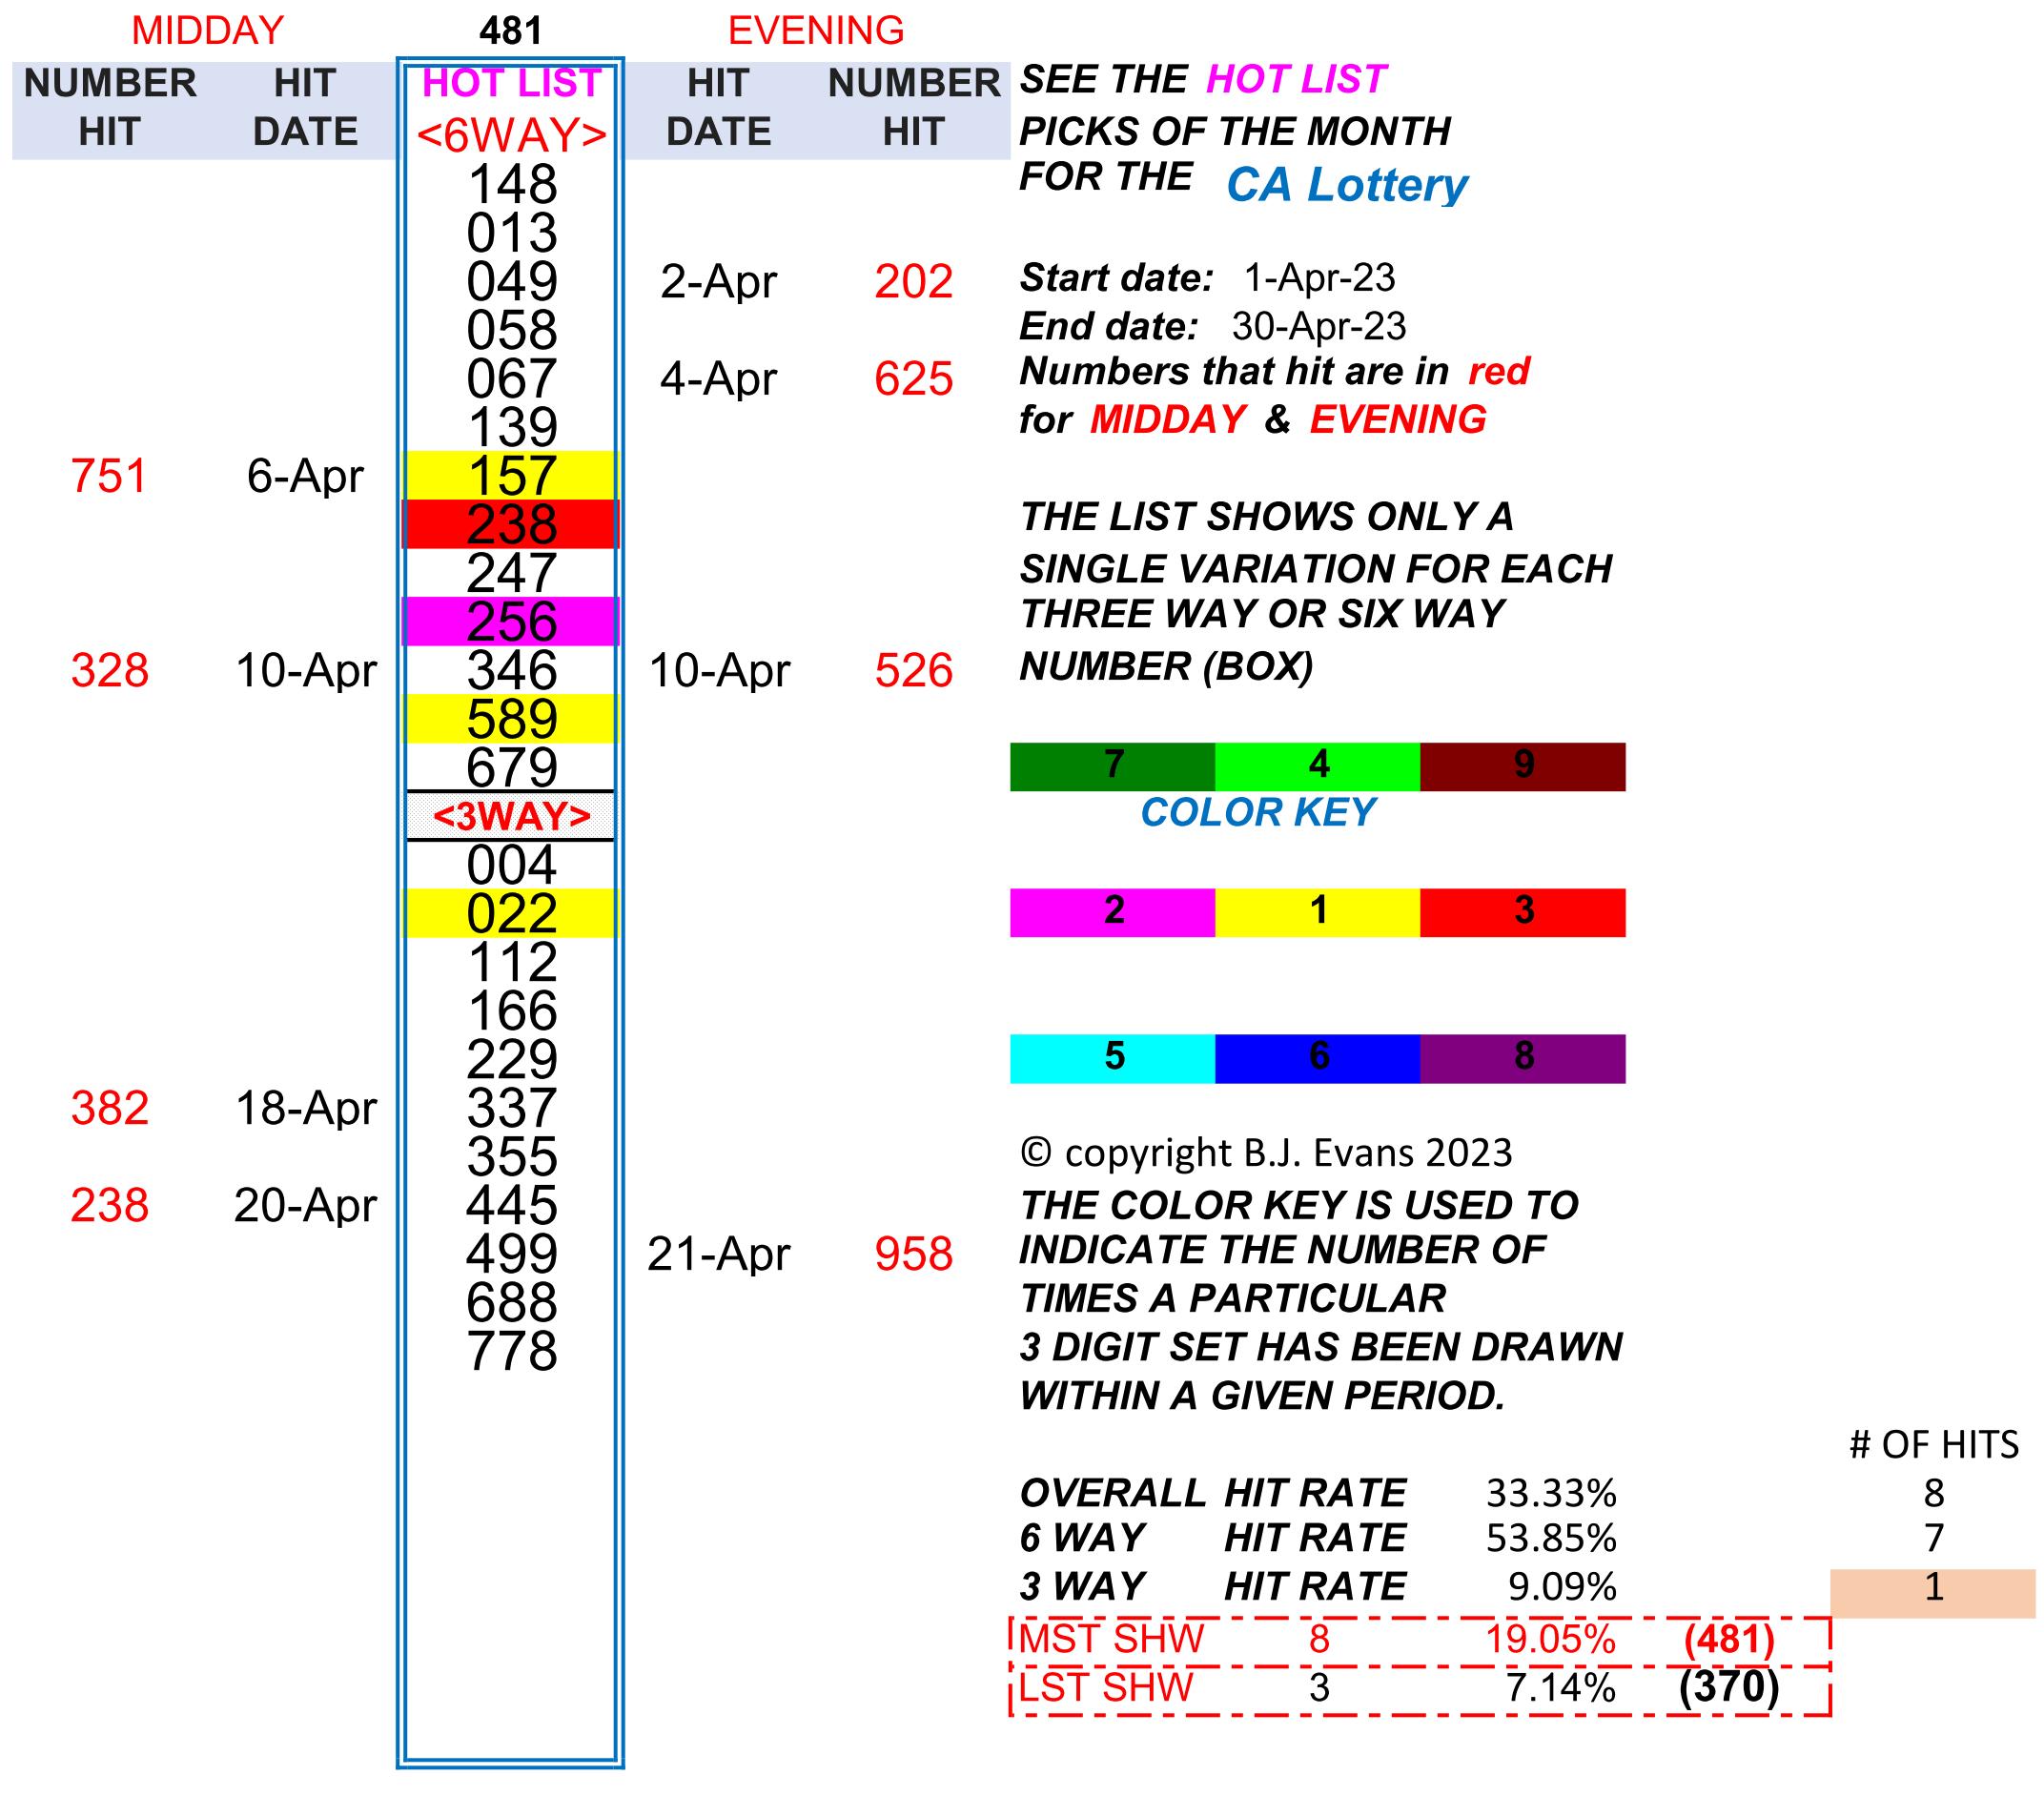 MIDDAY 481 EVENING
NUMBER HIT HOT LIST HIT NUMBER SEE THE HOT LIST
HIT DATE <6WAY> DATE HIT PICKS OF THE MONTH
148 FOR THE CA Lottery
013
049 2-Apr 202 Start date: 1-Apr-23
058 End date: 30-Apr-23
067 4-Apr 625 Numbers that hit are in red
139 for MIDDAY & EVENING
751 6-Apr 157
238 THE LIST SHOWS ONLY A
247 SINGLE VARIATION FOR EACH
256 THREE WAY OR SIX WAY
328 10-Apr 346 10-Apr 526 NUMBER (BOX)
589
679 7 4 9
<3WAY> COLOR KEY
004
022 2 1 3
112
166
229 5 6 8
382 18-Apr 337
355 © copyright B.J. Evans 2023
238 20-Apr 445 THE COLOR KEY IS USED TO
499 21-Apr 958 INDICATE THE NUMBER OF
688 TIMES A PARTICULAR
778 3 DIGIT SET HAS BEEN DRAWN
WITHIN A GIVEN PERIOD.
# OF HITS
OVERALL HIT RATE 33.33% 8
6 WAY HIT RATE 53.85% 7
3 WAY HIT RATE 9.09% 1
MST SHW 8 19.05% (481)
LST SHW 3 7.14% (370)